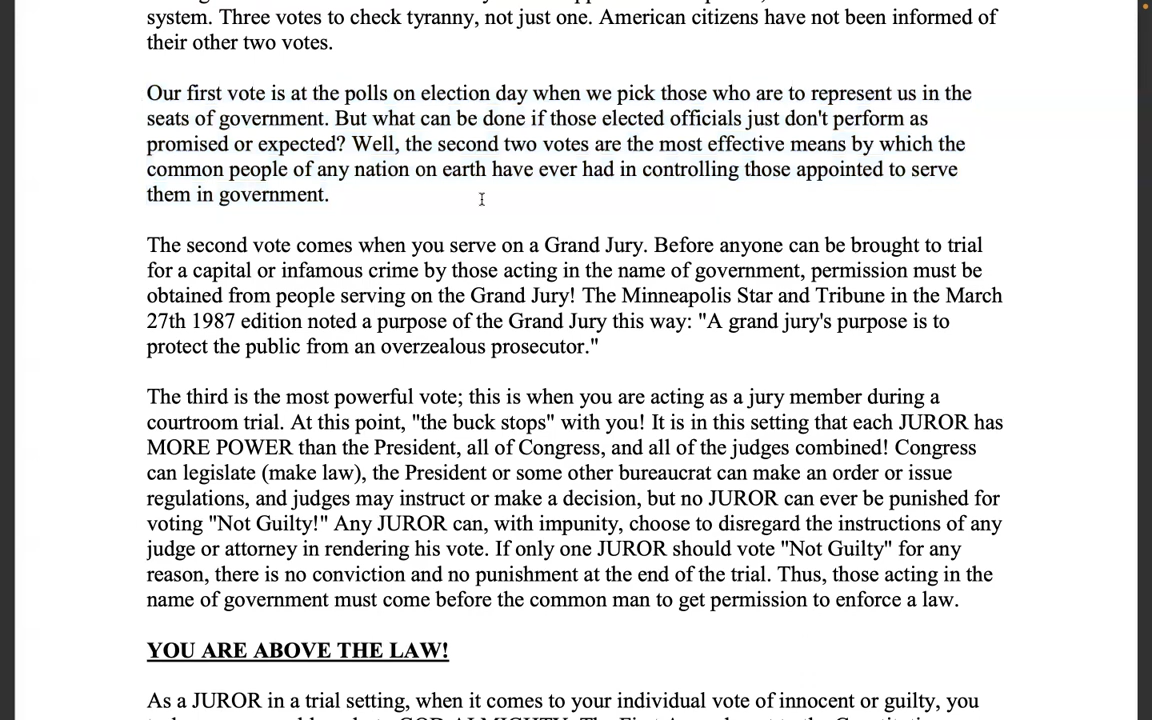 system. Three votes to check tyranny, not just one. American citizens have not been informed of
their other two votes.
Our first vote is at the polls on election day when we pick those who are to represent us in the
seats of government. But what can be done if those elected officials just don't perform as
promised or expected? Well, the second two votes are the most effective means by which the
common people of any nation on earth have ever had in controlling those appointed to serve
them in government.
The second vote comes when you serve on a Grand Jury. Before anyone can be brought to trial
for a capital or infamous crime by those acting in the name of government, permission must be
obtained from people serving on the Grand Jury! The Minneapolis Star and Tribune in the March
27th 1987 edition noted a purpose of the Grand Jury this way: "A grand jury's purpose is to
protect the public from an overzealous prosecutor."
The third is the most powerful vote; this is when you are acting as a jury member during a
courtroom trial. At this point, "the buck stops" with you! It is in this setting that each JUROR has
MORE POWER than the President, all of Congress, and all of the judges combined! Congress
can legislate (make law), the President or some other bureaucrat can make an order or issue
regulations, and judges may instruct or make a decision, but no JUROR can ever be punished for
voting "Not Guilty!" Any JUROR can, with impunity, choose to disregard the instructions of any
judge or attorney in rendering his vote. If only one JUROR should vote "Not Guilty" for any
reason, there is no conviction and no punishment at the end of the trial. Thus, those acting in the
name of government must come before the common man to get permission to enforce a law.
YOU ARE ABOVE THE LAW!
As a JUROR in a trial setting, when it comes to your individual vote of innocent or guilty, you